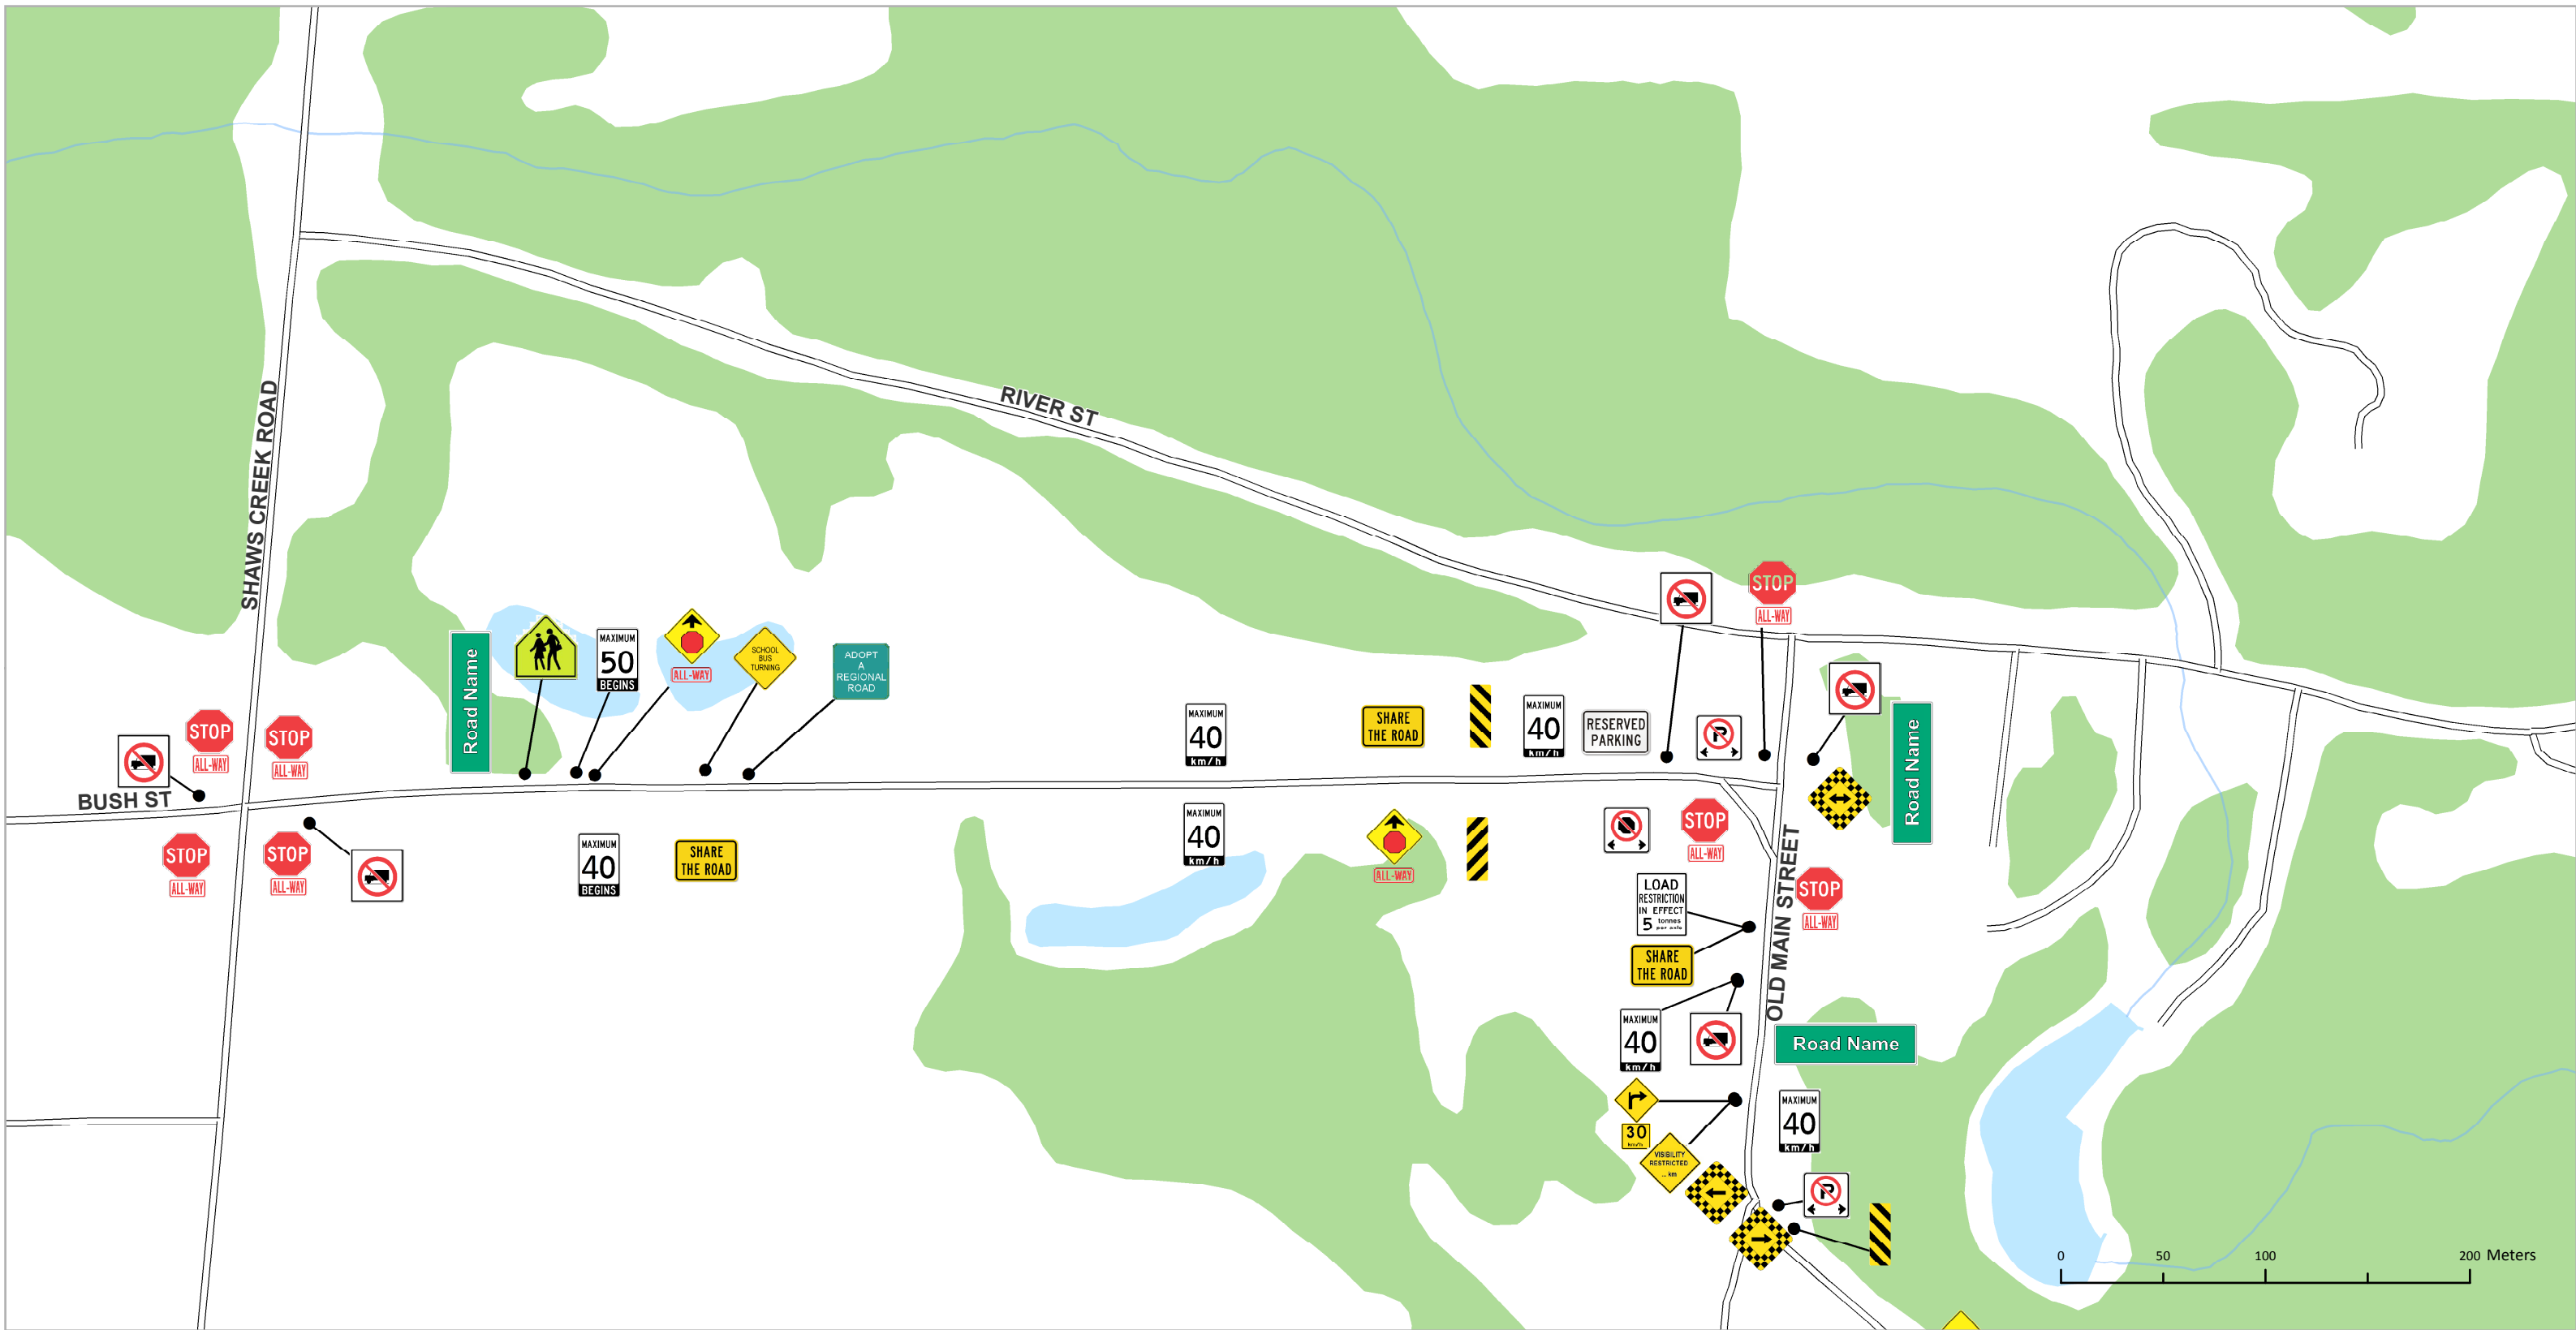 SHAWS CREEK ROAD
RIVER ST
BUSH ST
OLD MAIN STREET
STOP
ALL-WAY
STOP
ALL-WAY
STOP
ALL-WAY
STOP
ALL-WAY
Road Name
MAXIMUM
50
BEGINS
ALL-WAY
SCHOOL
BUS
TURNING
ADOPT
A
REGIONAL
ROAD
MAXIMUM
40
BEGINS
SHARE
THE ROAD
MAXIMUM
40
km/h
MAXIMUM
40
km/h
SHARE
THE ROAD
ALL-WAY
MAXIMUM
40
km/h
RESERVED
PARKING
P
STOP
ALL-WAY
Road Name
STOP
ALL-WAY
STOP
ALL-WAY
LOAD
RESTRICTION
IN EFFECT
5 tonnes
per axle
SHARE
THE ROAD
MAXIMUM
40
km/h
Road Name
30
km/h
VISIBILITY
RESTRICTED
... km
MAXIMUM
40
km/h
P
0 50 100 200 Meters